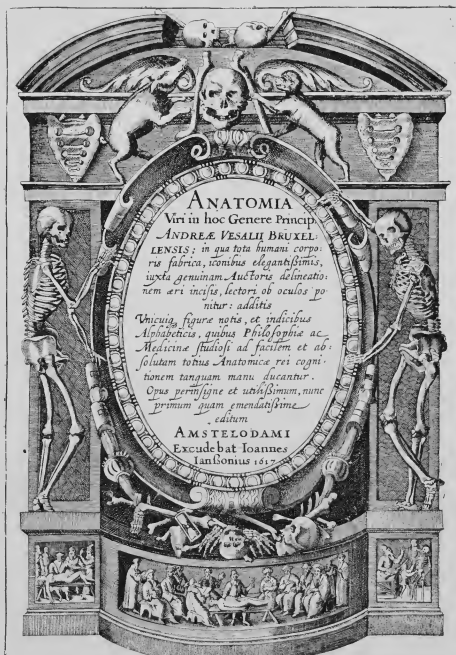 ANATOMIA
Viri in hoc Genere Princip.
ANDREÆ VESALII BRUXEL-
LENSIS; in qua tota humani corpo-
ris fabrica, iconibus elegantißimis,
iuxta genuinam Auctoris delineatio-
nem æri incisis, lectori ob oculos po-
nitur: additis
Unicuiq figuræ notis, et indicibus
Alphabeticis, quibus Philosophiæ ac
Medicinæ studiosi ad facilem et ab-
solutam totius Anatomicæ rei cogni-
tionem tanquam manu ducantur.
Opus perinsigne et utilißimum, nunc
primum quam emendatißime
editum
AMSTELODAMI
Excudebat Ioannes
Ianßonius 1617